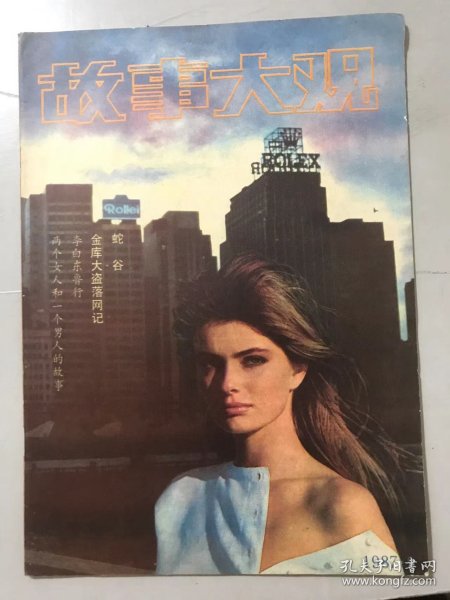 故事大观
ROLEX
Rollei
蛇谷
金库大盗落网记
李白东鲁行
两个女人和一个男人的故事
1987
孔夫子旧书网
www.kongfz.com